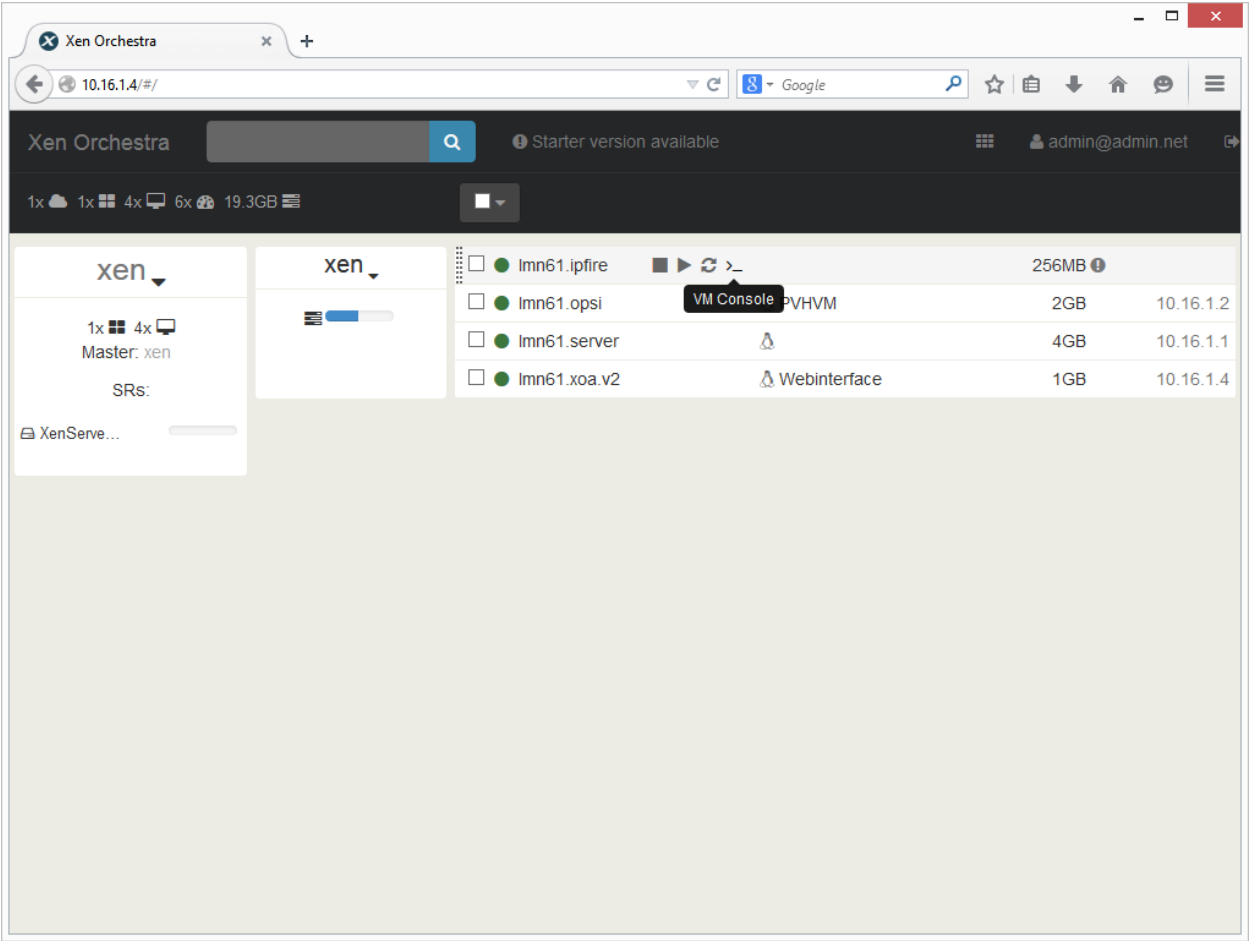 Xen Orchestra
10.16.1.4/#/
8 Google
Xen Orchestra
Starter version available
admin@admin.net
1x 1x 4x 6x 19.3GB
xen
1x 4x
Master: xen
SRs:
XenServe...
xen
lmn61.ipfire 256MB
VM Console
lmn61.opsi PVHVM 2GB 10.16.1.2
lmn61.server 4GB 10.16.1.1
lmn61.xoa.v2 Webinterface 1GB 10.16.1.4